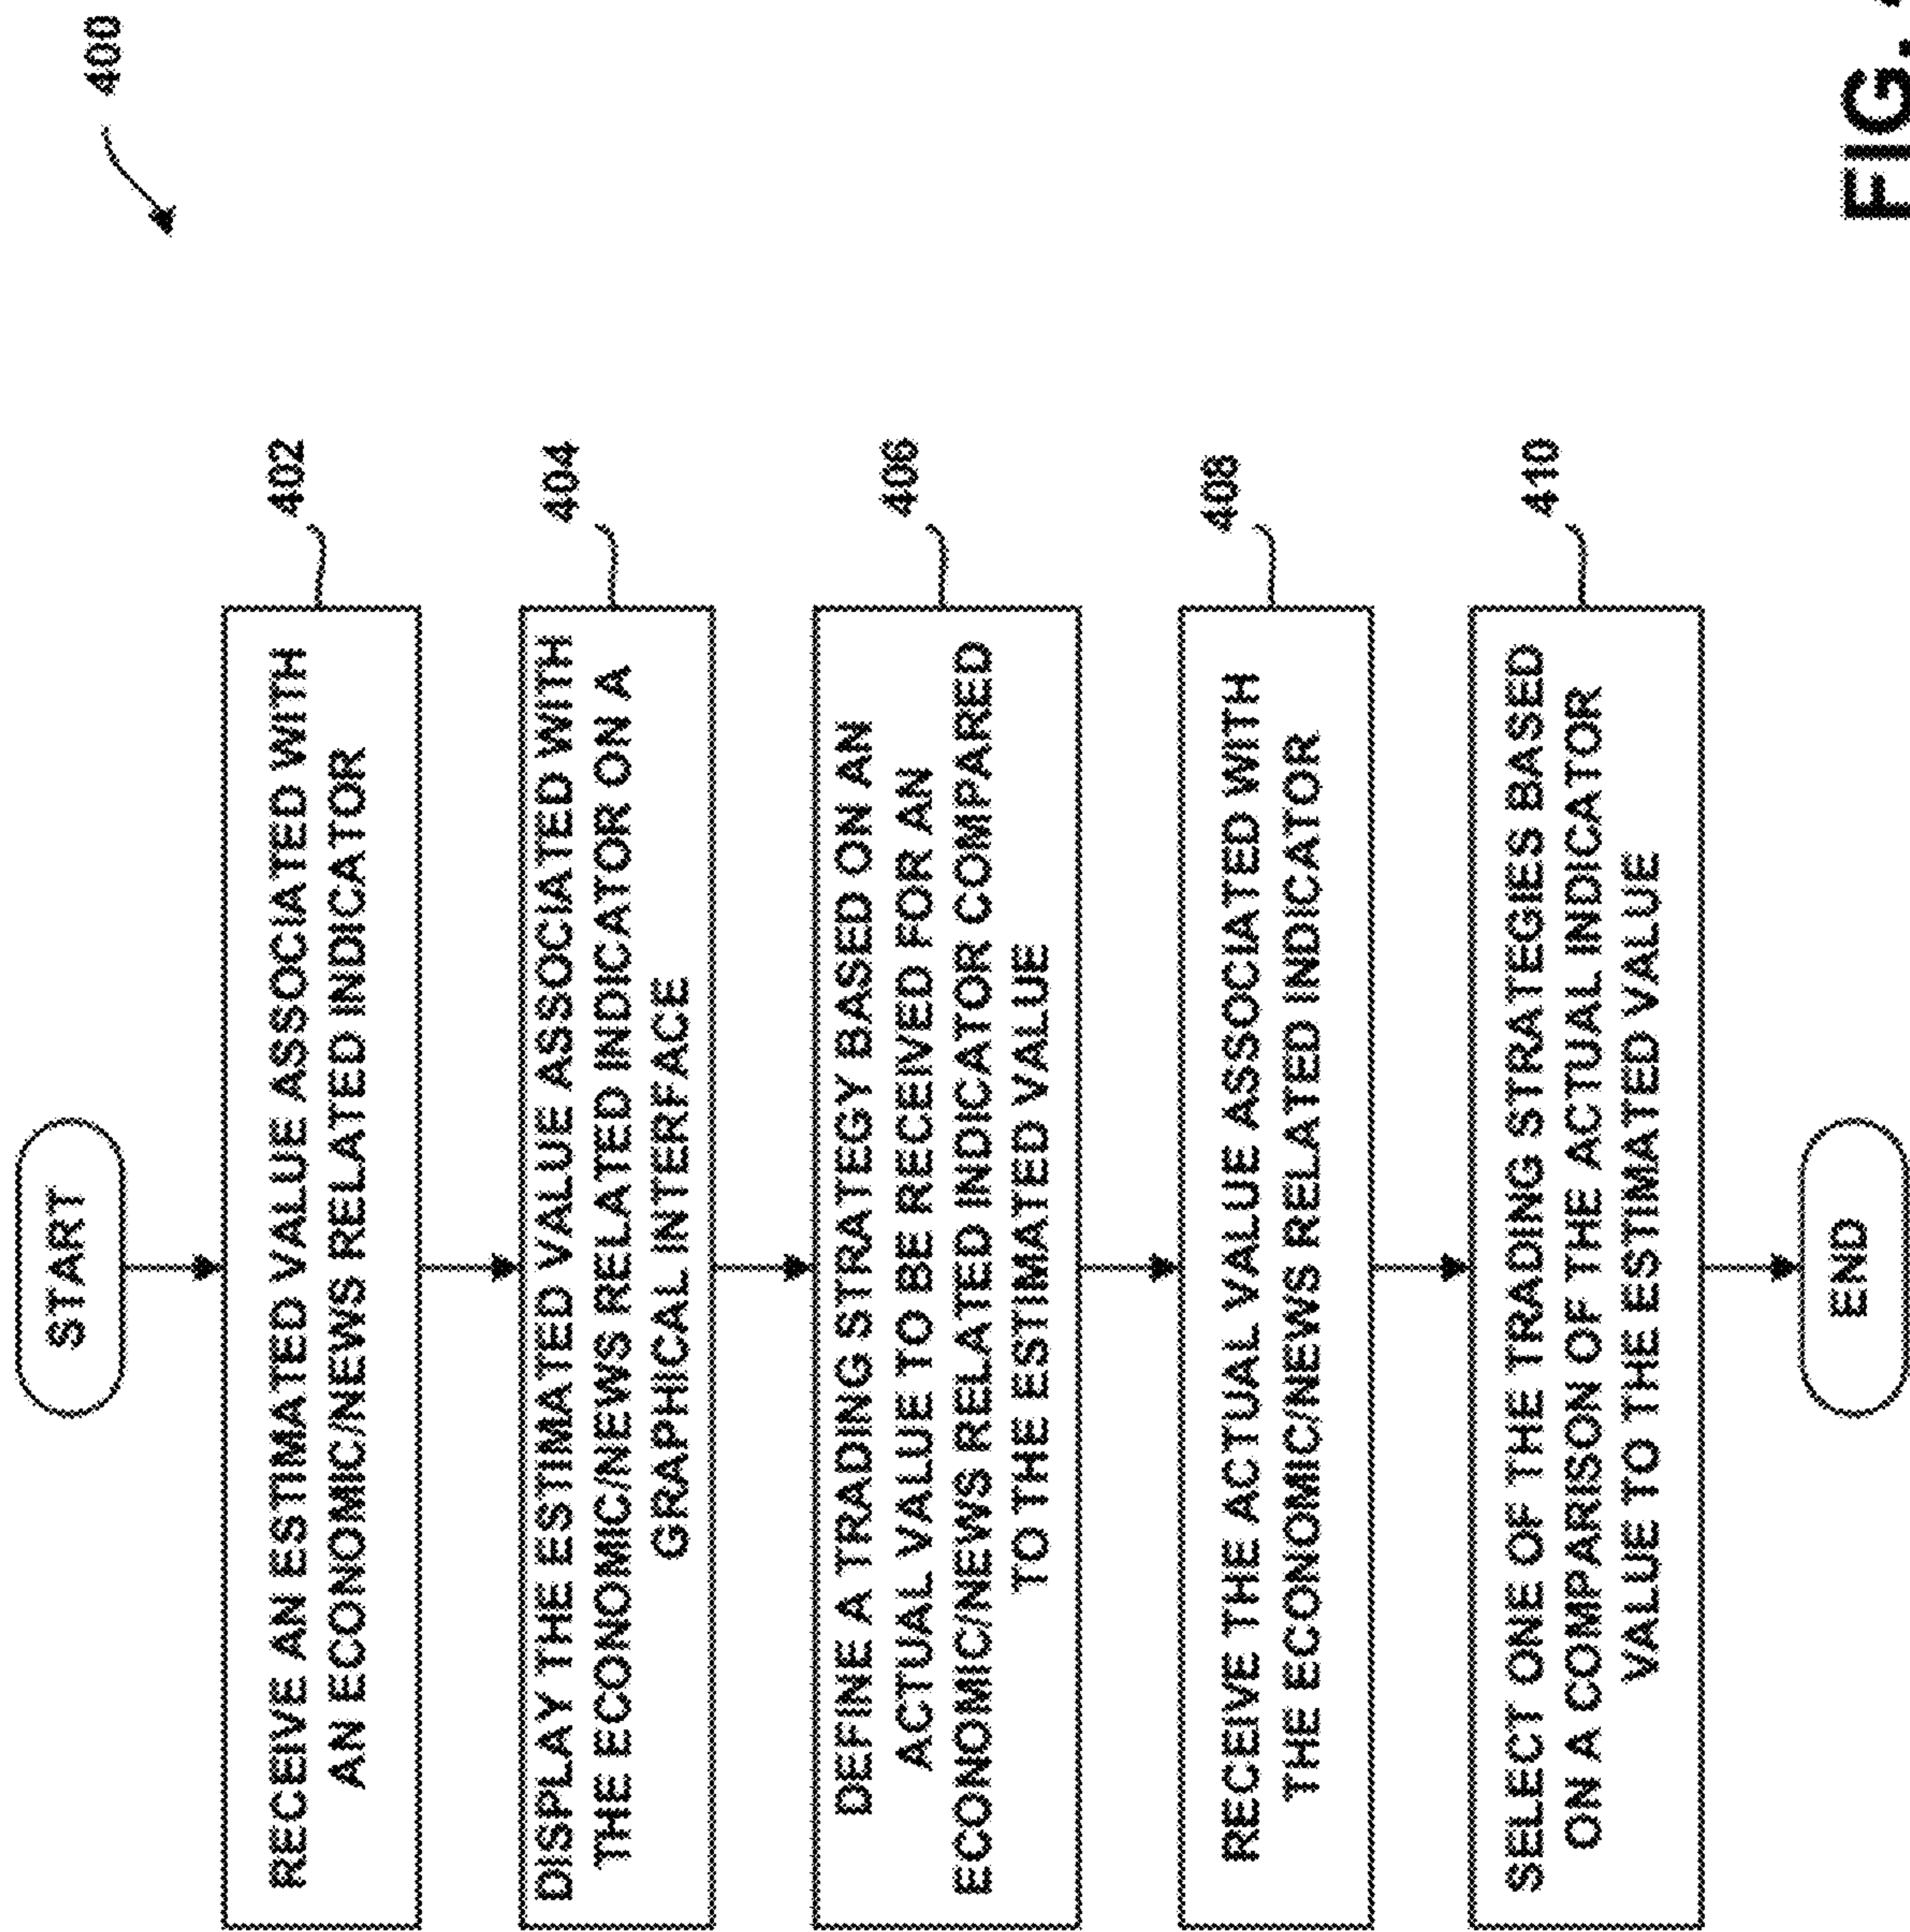 400
START
RECEIVE AN ESTIMATED VALUE ASSOCIATED WITH
AN ECONOMIC/NEWS RELATED INDICATOR
402
DISPLAY THE ESTIMATED VALUE ASSOCIATED WITH
THE ECONOMIC/NEWS RELATED INDICATOR ON A
GRAPHICAL INTERFACE
404
DEFINE A TRADING STRATEGY BASED ON AN
ACTUAL VALUE TO BE RECEIVED FOR AN
ECONOMIC/NEWS RELATED INDICATOR COMPARED
TO THE ESTIMATED VALUE
406
RECEIVE THE ACTUAL VALUE ASSOCIATED WITH
THE ECONOMIC/NEWS RELATED INDICATOR
408
SELECT ONE OF THE TRADING STRATEGIES BASED
ON A COMPARISON OF THE ACTUAL INDICATOR
VALUE TO THE ESTIMATED VALUE
410
END
FIG.